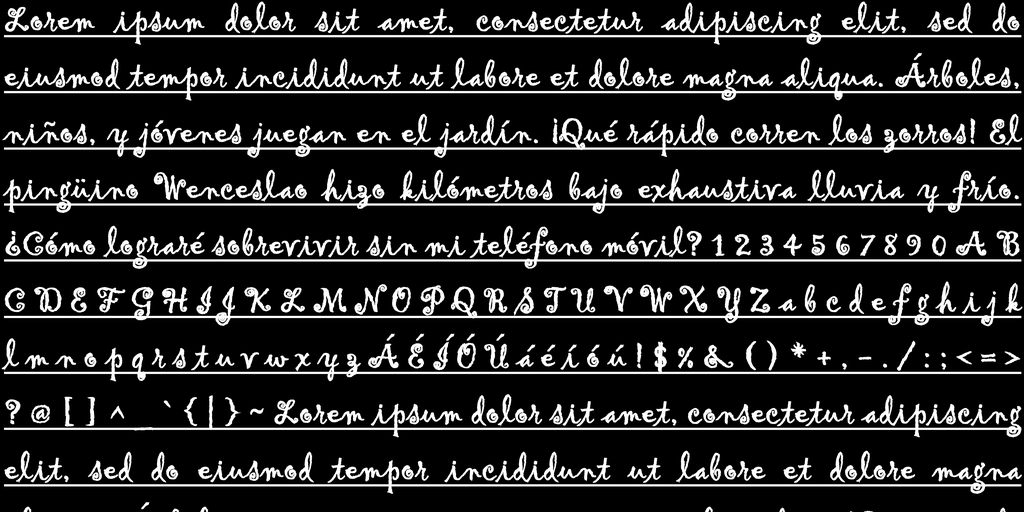 Lorem ipsum dolor sit amet, consectetur adipiscing elit, sed do
eiusmod tempor incididunt ut labore et dolore magna aliqua. Árboles,
niños, y jóvenes juegan en el jardín. ¡Qué rápido corren los zorros! El
pingüino Wenceslao hizo kilómetros bajo exhaustiva lluvia y frío.
¿Cómo lograré sobrevivir sin mi teléfono móvil? 1 2 3 4 5 6 7 8 9 0 A B
C D E F G H I J K L M N O P Q R S T U V W X Y Z a b c d e f g h i j k
l m n o p q r s t u v w x y z Á É Í Ó Ú á é í ó ú ! $ % & ( ) * + , - . / : ; < = >
? @ [ ] ^ _ ` { | } ~ Lorem ipsum dolor sit amet, consectetur adipiscing
elit, sed do eiusmod tempor incididunt ut labore et dolore magna